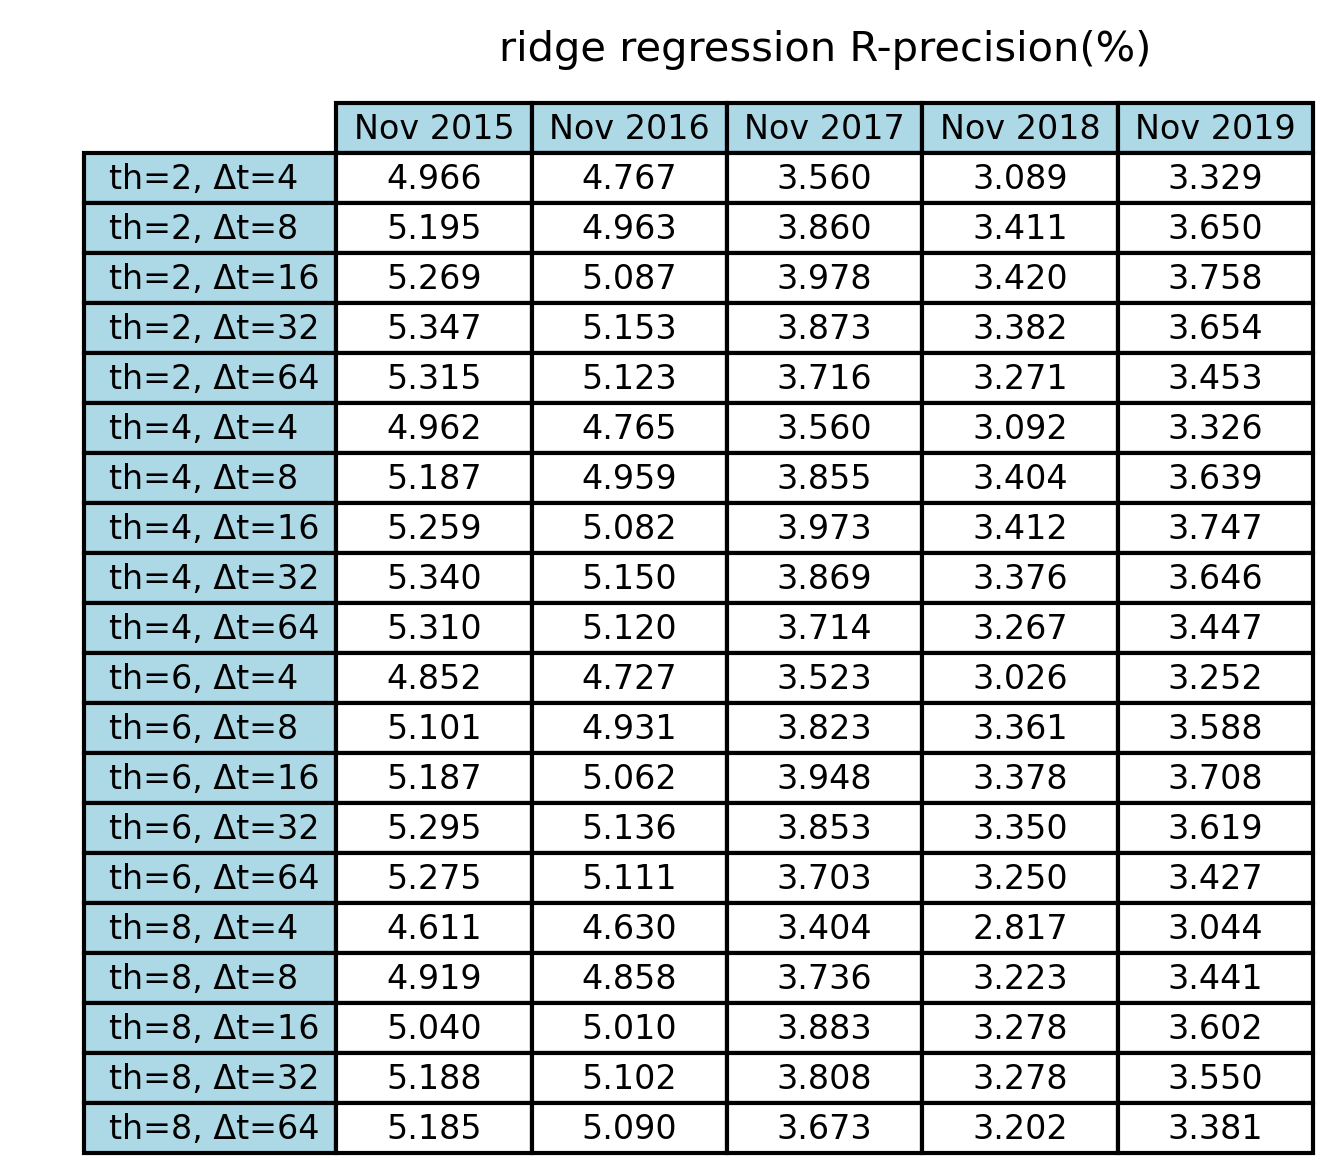 ridge regression R-precision(%)
Nov 2015 Nov 2016 Nov 2017 Nov 2018 Nov 2019
th=2, Δt=4 4.966 4.767 3.560 3.089 3.329
th=2, Δt=8 5.195 4.963 3.860 3.411 3.650
th=2, Δt=16 5.269 5.087 3.978 3.420 3.758
th=2, Δt=32 5.347 5.153 3.873 3.382 3.654
th=2, Δt=64 5.315 5.123 3.716 3.271 3.453
th=4, Δt=4 4.962 4.765 3.560 3.092 3.326
th=4, Δt=8 5.187 4.959 3.855 3.404 3.639
th=4, Δt=16 5.259 5.082 3.973 3.412 3.747
th=4, Δt=32 5.340 5.150 3.869 3.376 3.646
th=4, Δt=64 5.310 5.120 3.714 3.267 3.447
th=6, Δt=4 4.852 4.727 3.523 3.026 3.252
th=6, Δt=8 5.101 4.931 3.823 3.361 3.588
th=6, Δt=16 5.187 5.062 3.948 3.378 3.708
th=6, Δt=32 5.295 5.136 3.853 3.350 3.619
th=6, Δt=64 5.275 5.111 3.703 3.250 3.427
th=8, Δt=4 4.611 4.630 3.404 2.817 3.044
th=8, Δt=8 4.919 4.858 3.736 3.223 3.441
th=8, Δt=16 5.040 5.010 3.883 3.278 3.602
th=8, Δt=32 5.188 5.102 3.808 3.278 3.550
th=8, Δt=64 5.185 5.090 3.673 3.202 3.381